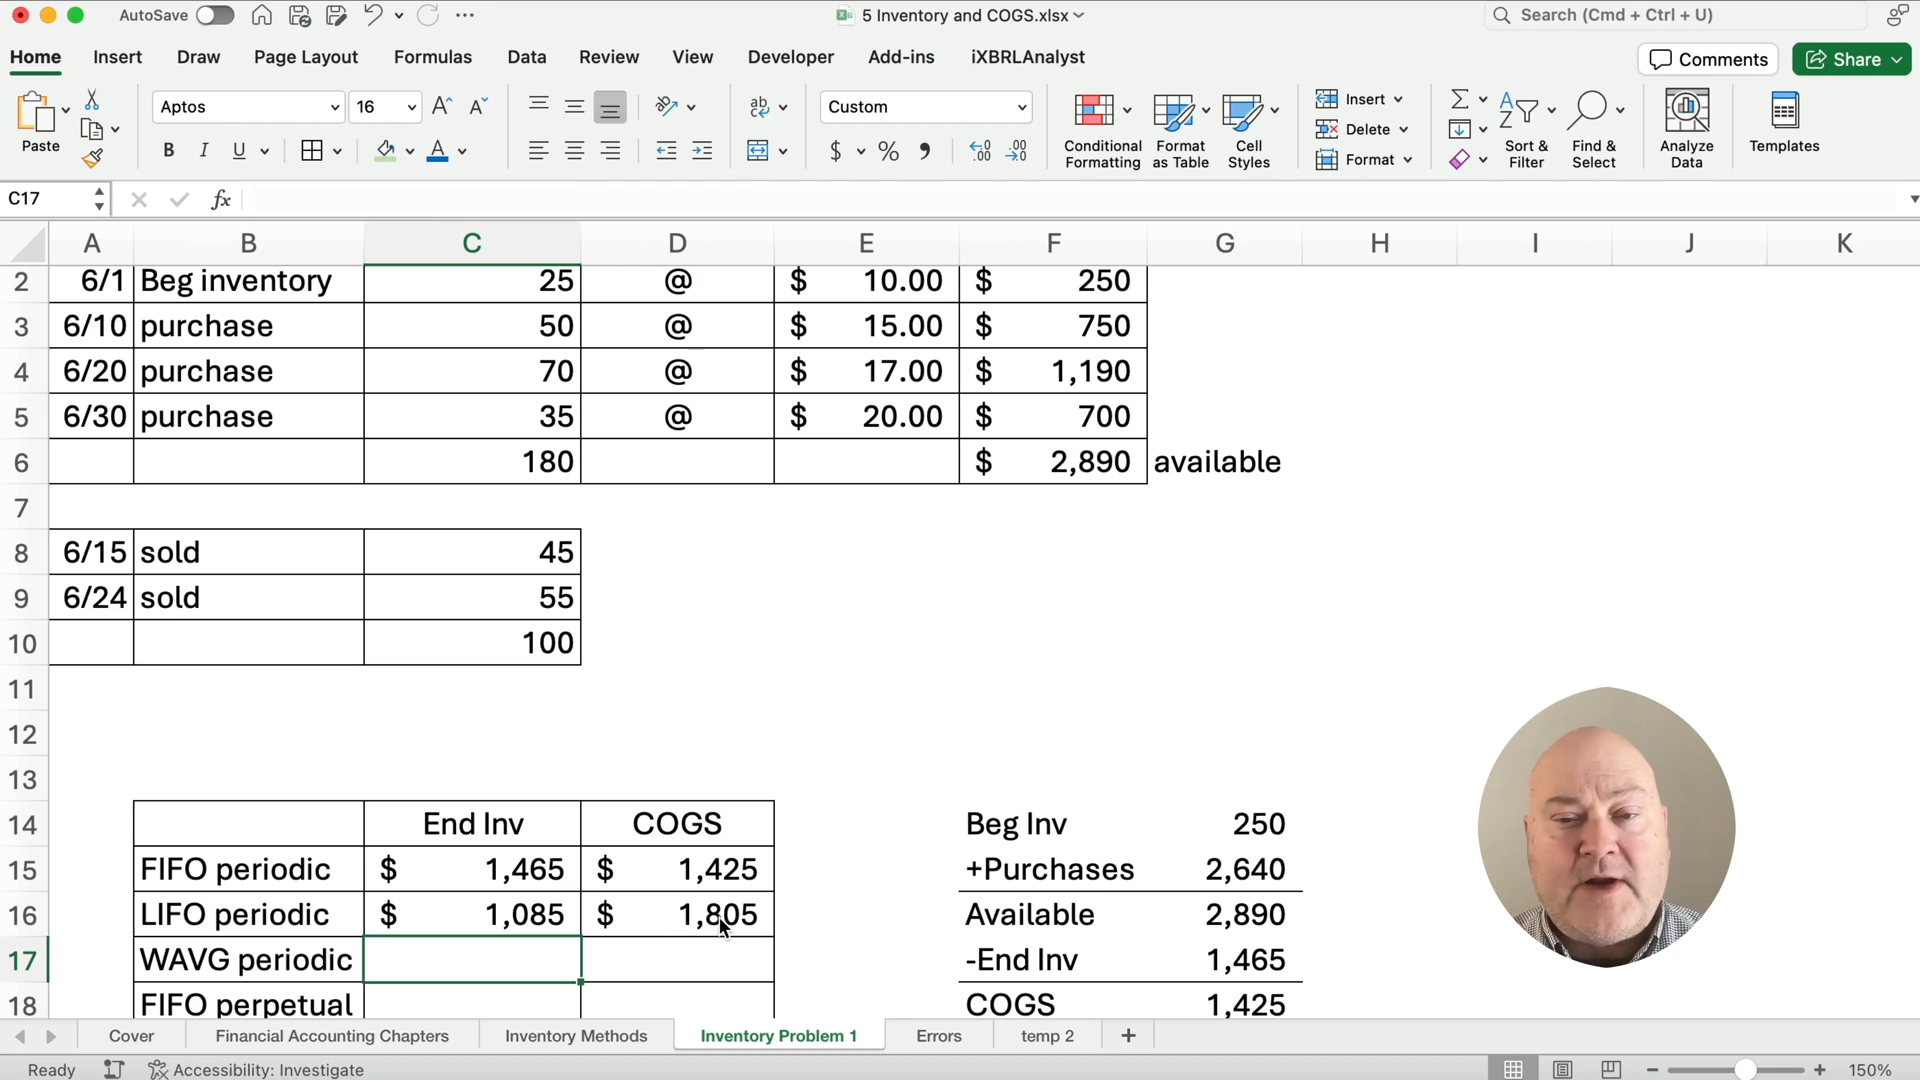 AutoSave
5 Inventory and COGS.xlsx
Search (Cmd + Ctrl + U)
Home Insert Draw Page Layout Formulas Data Review View Developer Add-ins iXBRLAnalyst
Comments
Share
Paste
Aptos
16
Custom
Conditional Formatting
Format as Table
Cell Styles
Insert
Delete
Format
Sort & Filter
Find & Select
Analyze Data
Templates
C17
fx
A B C D E F G H I J K
2 6/1 Beg inventory 25 @ $ 10.00 $ 250
3 6/10 purchase 50 @ $ 15.00 $ 750
4 6/20 purchase 70 @ $ 17.00 $ 1,190
5 6/30 purchase 35 @ $ 20.00 $ 700
6 180 $ 2,890 available
7
8 6/15 sold 45
9 6/24 sold 55
10 100
11
12
13
14 End Inv COGS Beg Inv 250
15 FIFO periodic $ 1,465 $ 1,425 +Purchases 2,640
16 LIFO periodic $ 1,085 $ 1,805 Available 2,890
17 WAVG periodic -End Inv 1,465
18 FIFO perpetual COGS 1,425
Cover Financial Accounting Chapters Inventory Methods Inventory Problem 1 Errors temp 2
Ready Accessibility: Investigate 150%